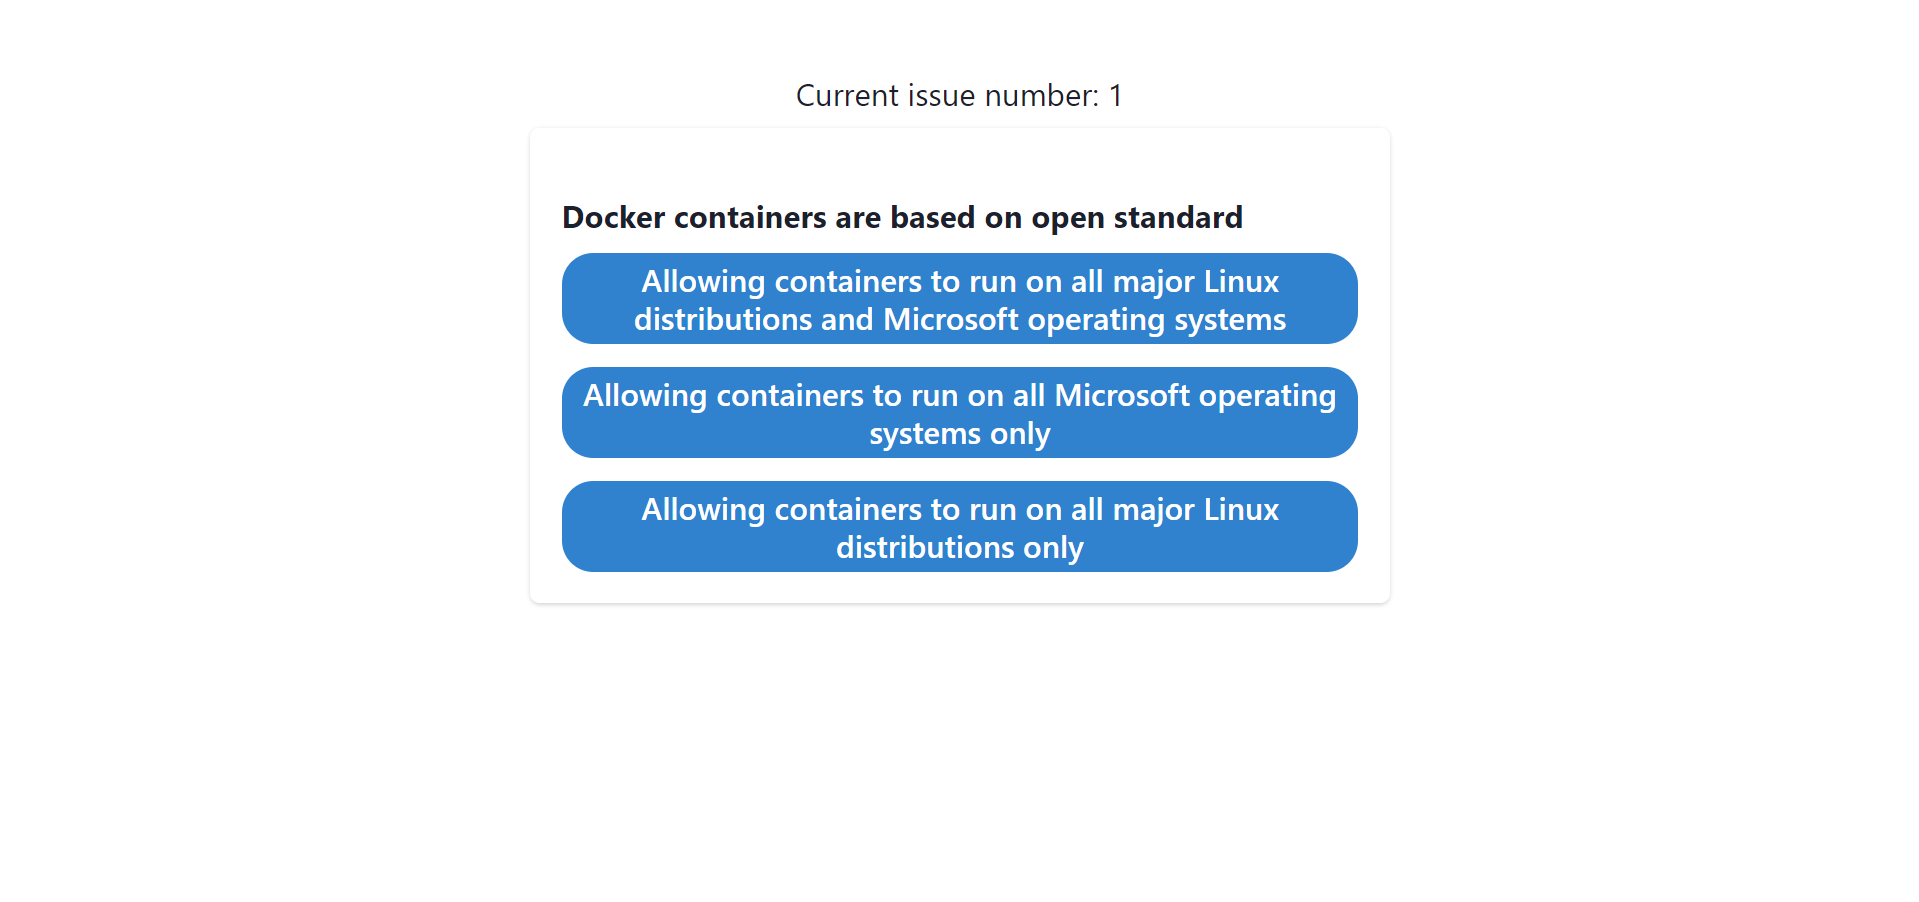 Current issue number: 1
Docker containers are based on open standard
Allowing containers to run on all major Linux
distributions and Microsoft operating systems
Allowing containers to run on all Microsoft operating
systems only
Allowing containers to run on all major Linux
distributions only